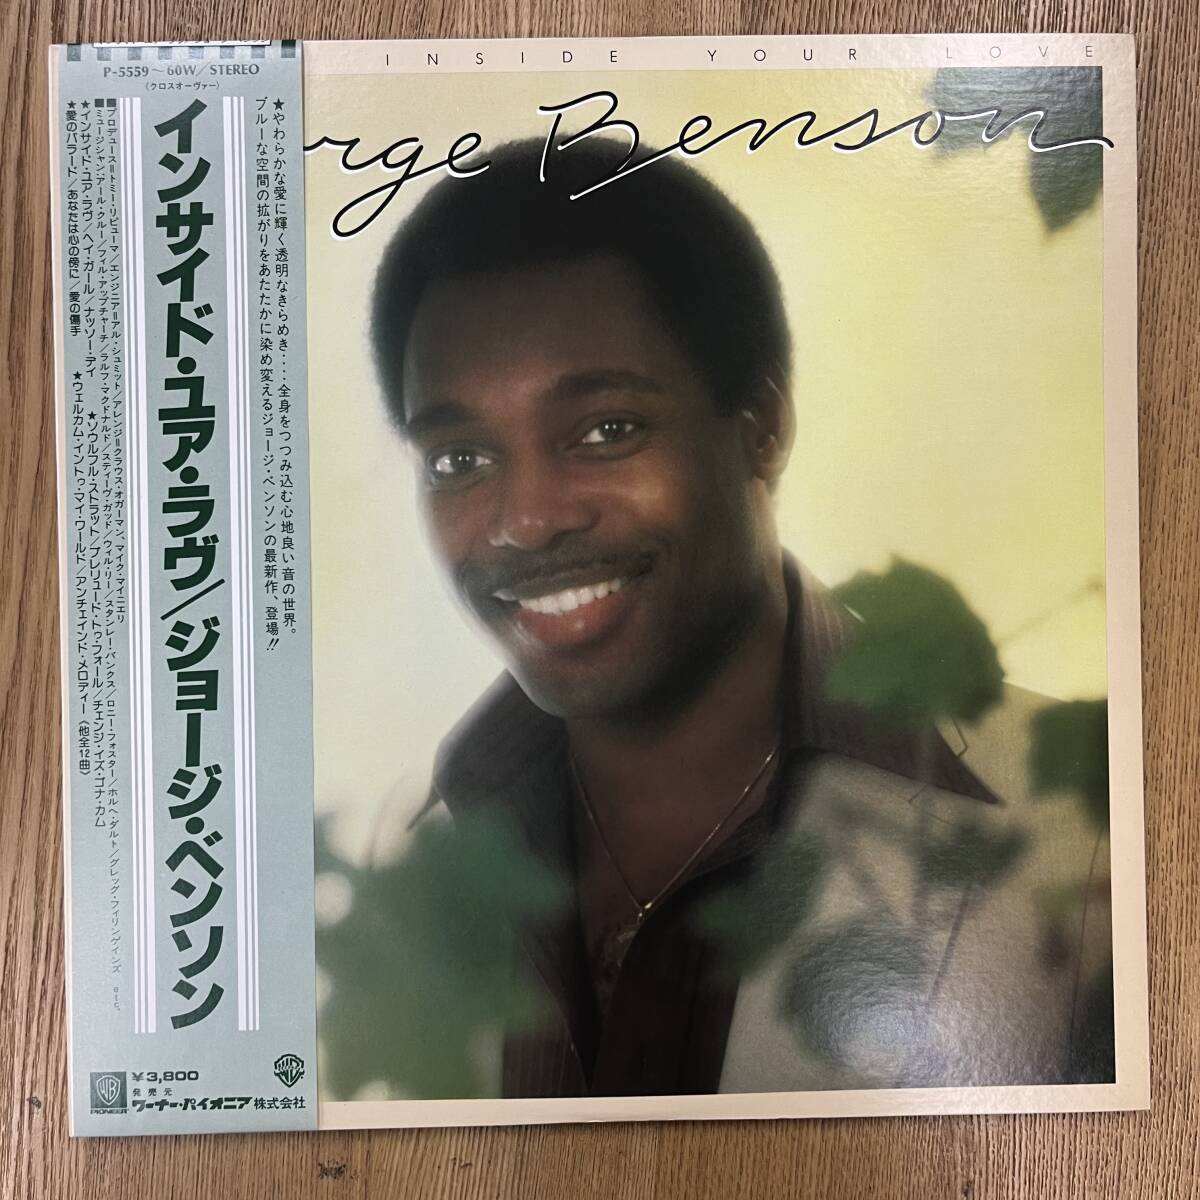 INSIDE YOUR LOVE
rge Benson
P-5559～60W/STEREO
(クロスオーヴァー)
★やわらかな愛に輝く透明なきらめき‥‥全身をつつみ込む心地良い音の世界。
ブルーな空間の拡がりをあたたかに染め変えるジョージ・ベンソンの最新作、登場!!
インサイド・ユア・ラヴ/ジョージ・ベンソン
■プロデュース=トミー・リピューマ/エンジニア=アル・シュミット/アレンジ=クラウス・オガーマン、マイク・マイニエリ
■ミュージシャン:アール・クルー/フィル・アップチャーチ/ラルフ・マクドナルド/スティーヴ・ガッド/ウィル・リー/スタンレー・バンクス/ロニー・フォスター/ホルヘ・ダルト/グレッグ・フィリンゲインズ etc.
★インサイド・ユア・ラヴ/ヘイ・ガール/ナッソー・デイ
★ソウルフル・ストラット/プレリュード・トゥ・フォール/チェンジ・イズ・ゴナ・カム
★愛のバラード/あなたは心の傍に/愛の傷手
★ウェルカム・イントゥ・マイ・ワールド/アンチェインド・メロディー《他全12曲》
¥3,800
WB
PIONEER
発売元
ワーナー・パイオニア株式会社